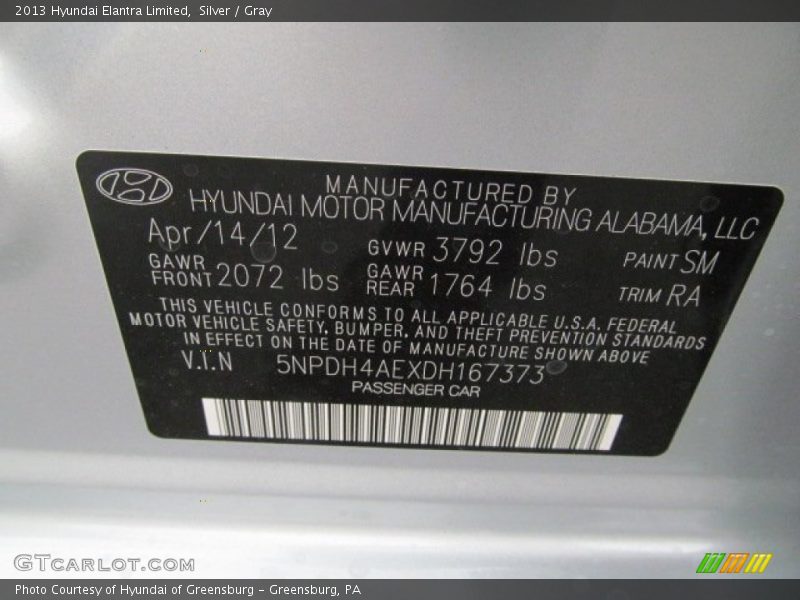 2013 Hyundai Elantra Limited, Silver / Gray
MANUFACTURED BY
HYUNDAI MOTOR MANUFACTURING ALABAMA, LLC
Apr/14/12 GVWR 3792 lbs PAINT SM
GAWR FRONT 2072 lbs GAWR REAR 1764 lbs TRIM RA
THIS VEHICLE CONFORMS TO ALL APPLICABLE U.S.A. FEDERAL
MOTOR VEHICLE SAFETY, BUMPER, AND THEFT PREVENTION STANDARDS
IN EFFECT ON THE DATE OF MANUFACTURE SHOWN ABOVE
V.I.N 5NPDH4AEXDH167373
PASSENGER CAR
GTCARLOT.COM
Photo Courtesy of Hyundai of Greensburg - Greensburg, PA